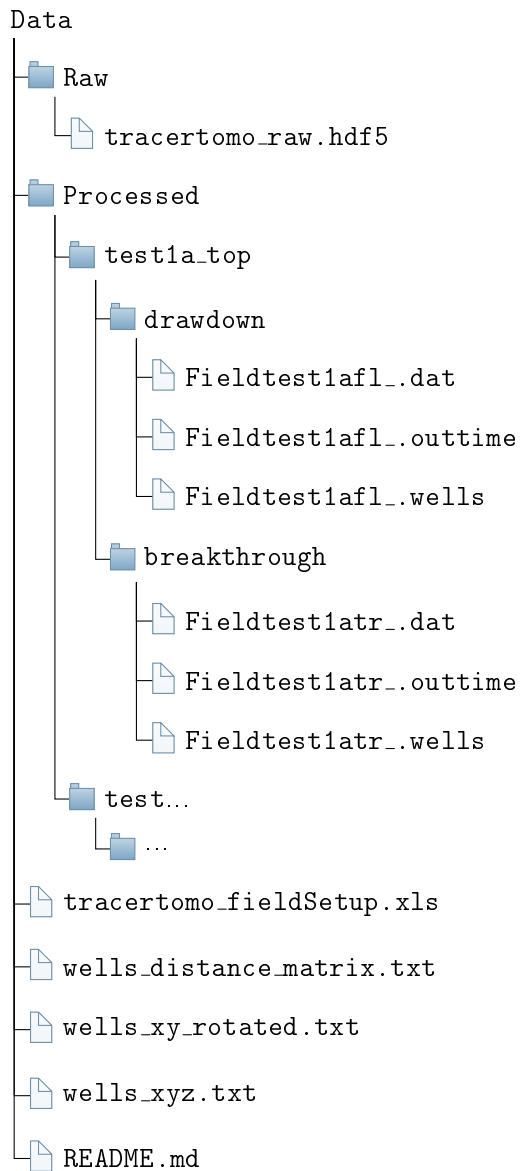 Data
Raw
tracertomo_raw.hdf5
Processed
test1a_top
drawdown
Fieldtest1afl_.dat
Fieldtest1afl_.outtime
Fieldtest1afl_.wells
breakthrough
Fieldtest1atr_.dat
Fieldtest1atr_.outtime
Fieldtest1atr_.wells
test...
...
tracertomo_fieldSetup.xls
wells_distance_matrix.txt
wells_xy_rotated.txt
wells_xyz.txt
README.md